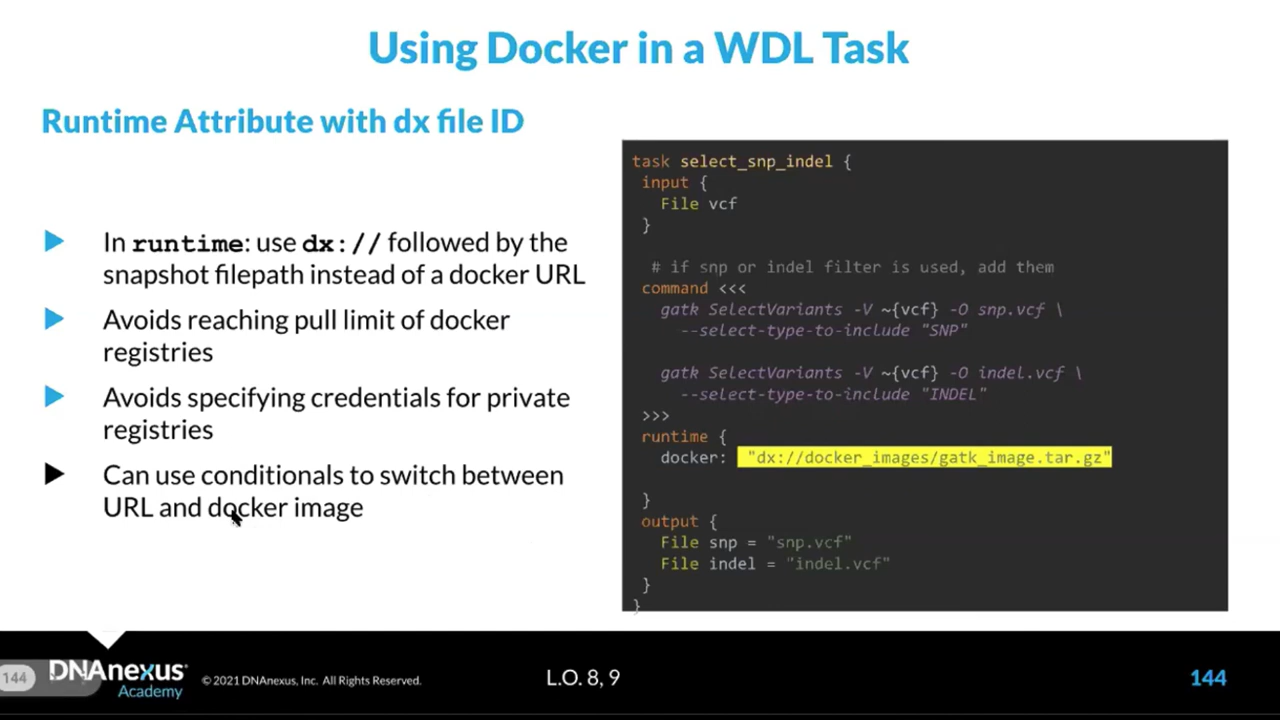 Using Docker in a WDL Task
Runtime Attribute with dx file ID
In runtime: use dx:// followed by the
snapshot filepath instead of a docker URL
Avoids reaching pull limit of docker
registries
Avoids specifying credentials for private
registries
Can use conditionals to switch between
URL and docker image
task select_snp_indel {
input {
File vcf
}
# if snp or indel filter is used, add them
command <<<
gatk SelectVariants -V ~{vcf} -O snp.vcf \
--select-type-to-include "SNP"
gatk SelectVariants -V ~{vcf} -O indel.vcf \
--select-type-to-include "INDEL"
>>>
runtime {
docker: "dx://docker_images/gatk_image.tar.gz"
}
output {
File snp = "snp.vcf"
File indel = "indel.vcf"
}
}
144
DNAnexus®
Academy
© 2021 DNAnexus, Inc. All Rights Reserved.
L.O. 8, 9
144